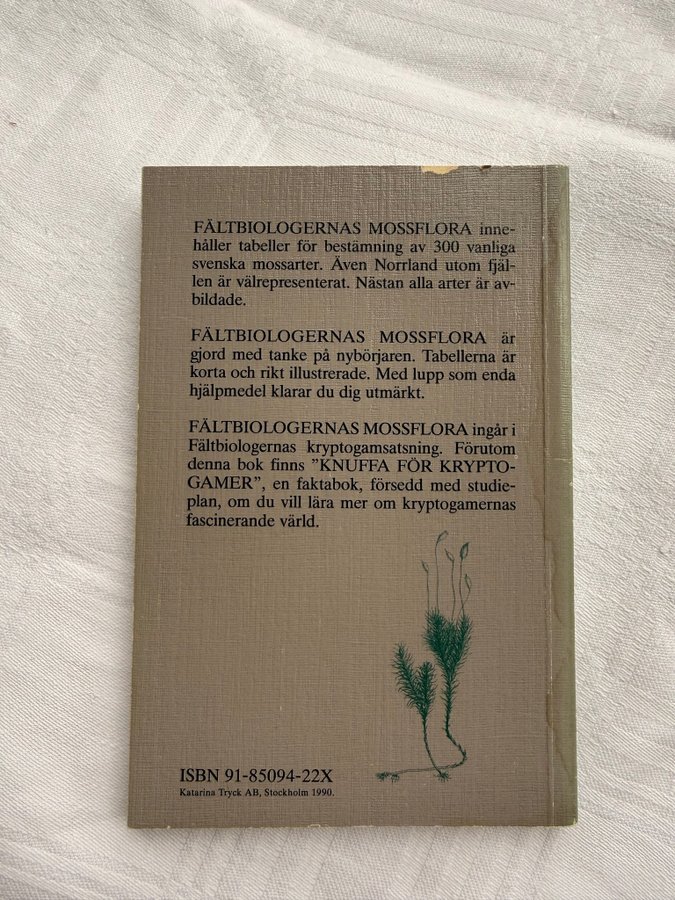 FÄLTBIOLOGERNAS MOSSFLORA inne-
håller tabeller för bestämning av 300 vanliga
svenska mossarter. Även Norrland utom fjäl-
len är välrepresenterat. Nästan alla arter är av-
bildade.
FÄLTBIOLOGERNAS MOSSFLORA är
gjord med tanke på nybörjaren. Tabellerna är
korta och rikt illustrerade. Med lupp som enda
hjälpmedel klarar du dig utmärkt.
FÄLTBIOLOGERNAS MOSSFLORA ingår i
Fältbiologernas kryptogamsatsning. Förutom
denna bok finns ”KNUFFA FÖR KRYPTO-
GAMER”, en faktabok, försedd med studie-
plan, om du vill lära mer om kryptogamernas
fascinerande värld.
ISBN 91-85094-22X
Katarina Tryck AB, Stockholm 1990.